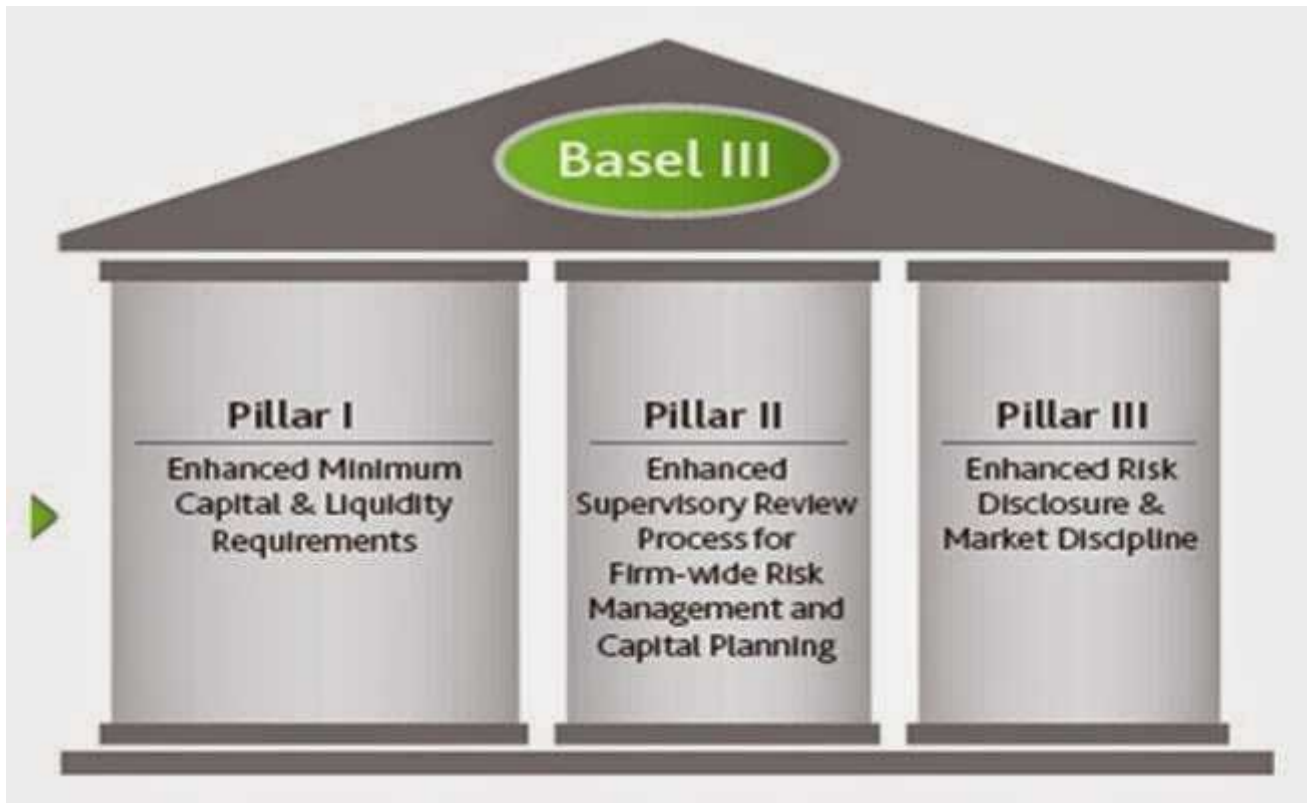 Basel III
Pillar I
Enhanced Minimum
Capital & Liquidity
Requirements
Pillar II
Enhanced
Supervisory Review
Process for
Firm-wide Risk
Management and
Capital Planning
Pillar III
Enhanced Risk
Disclosure &
Market Discipline